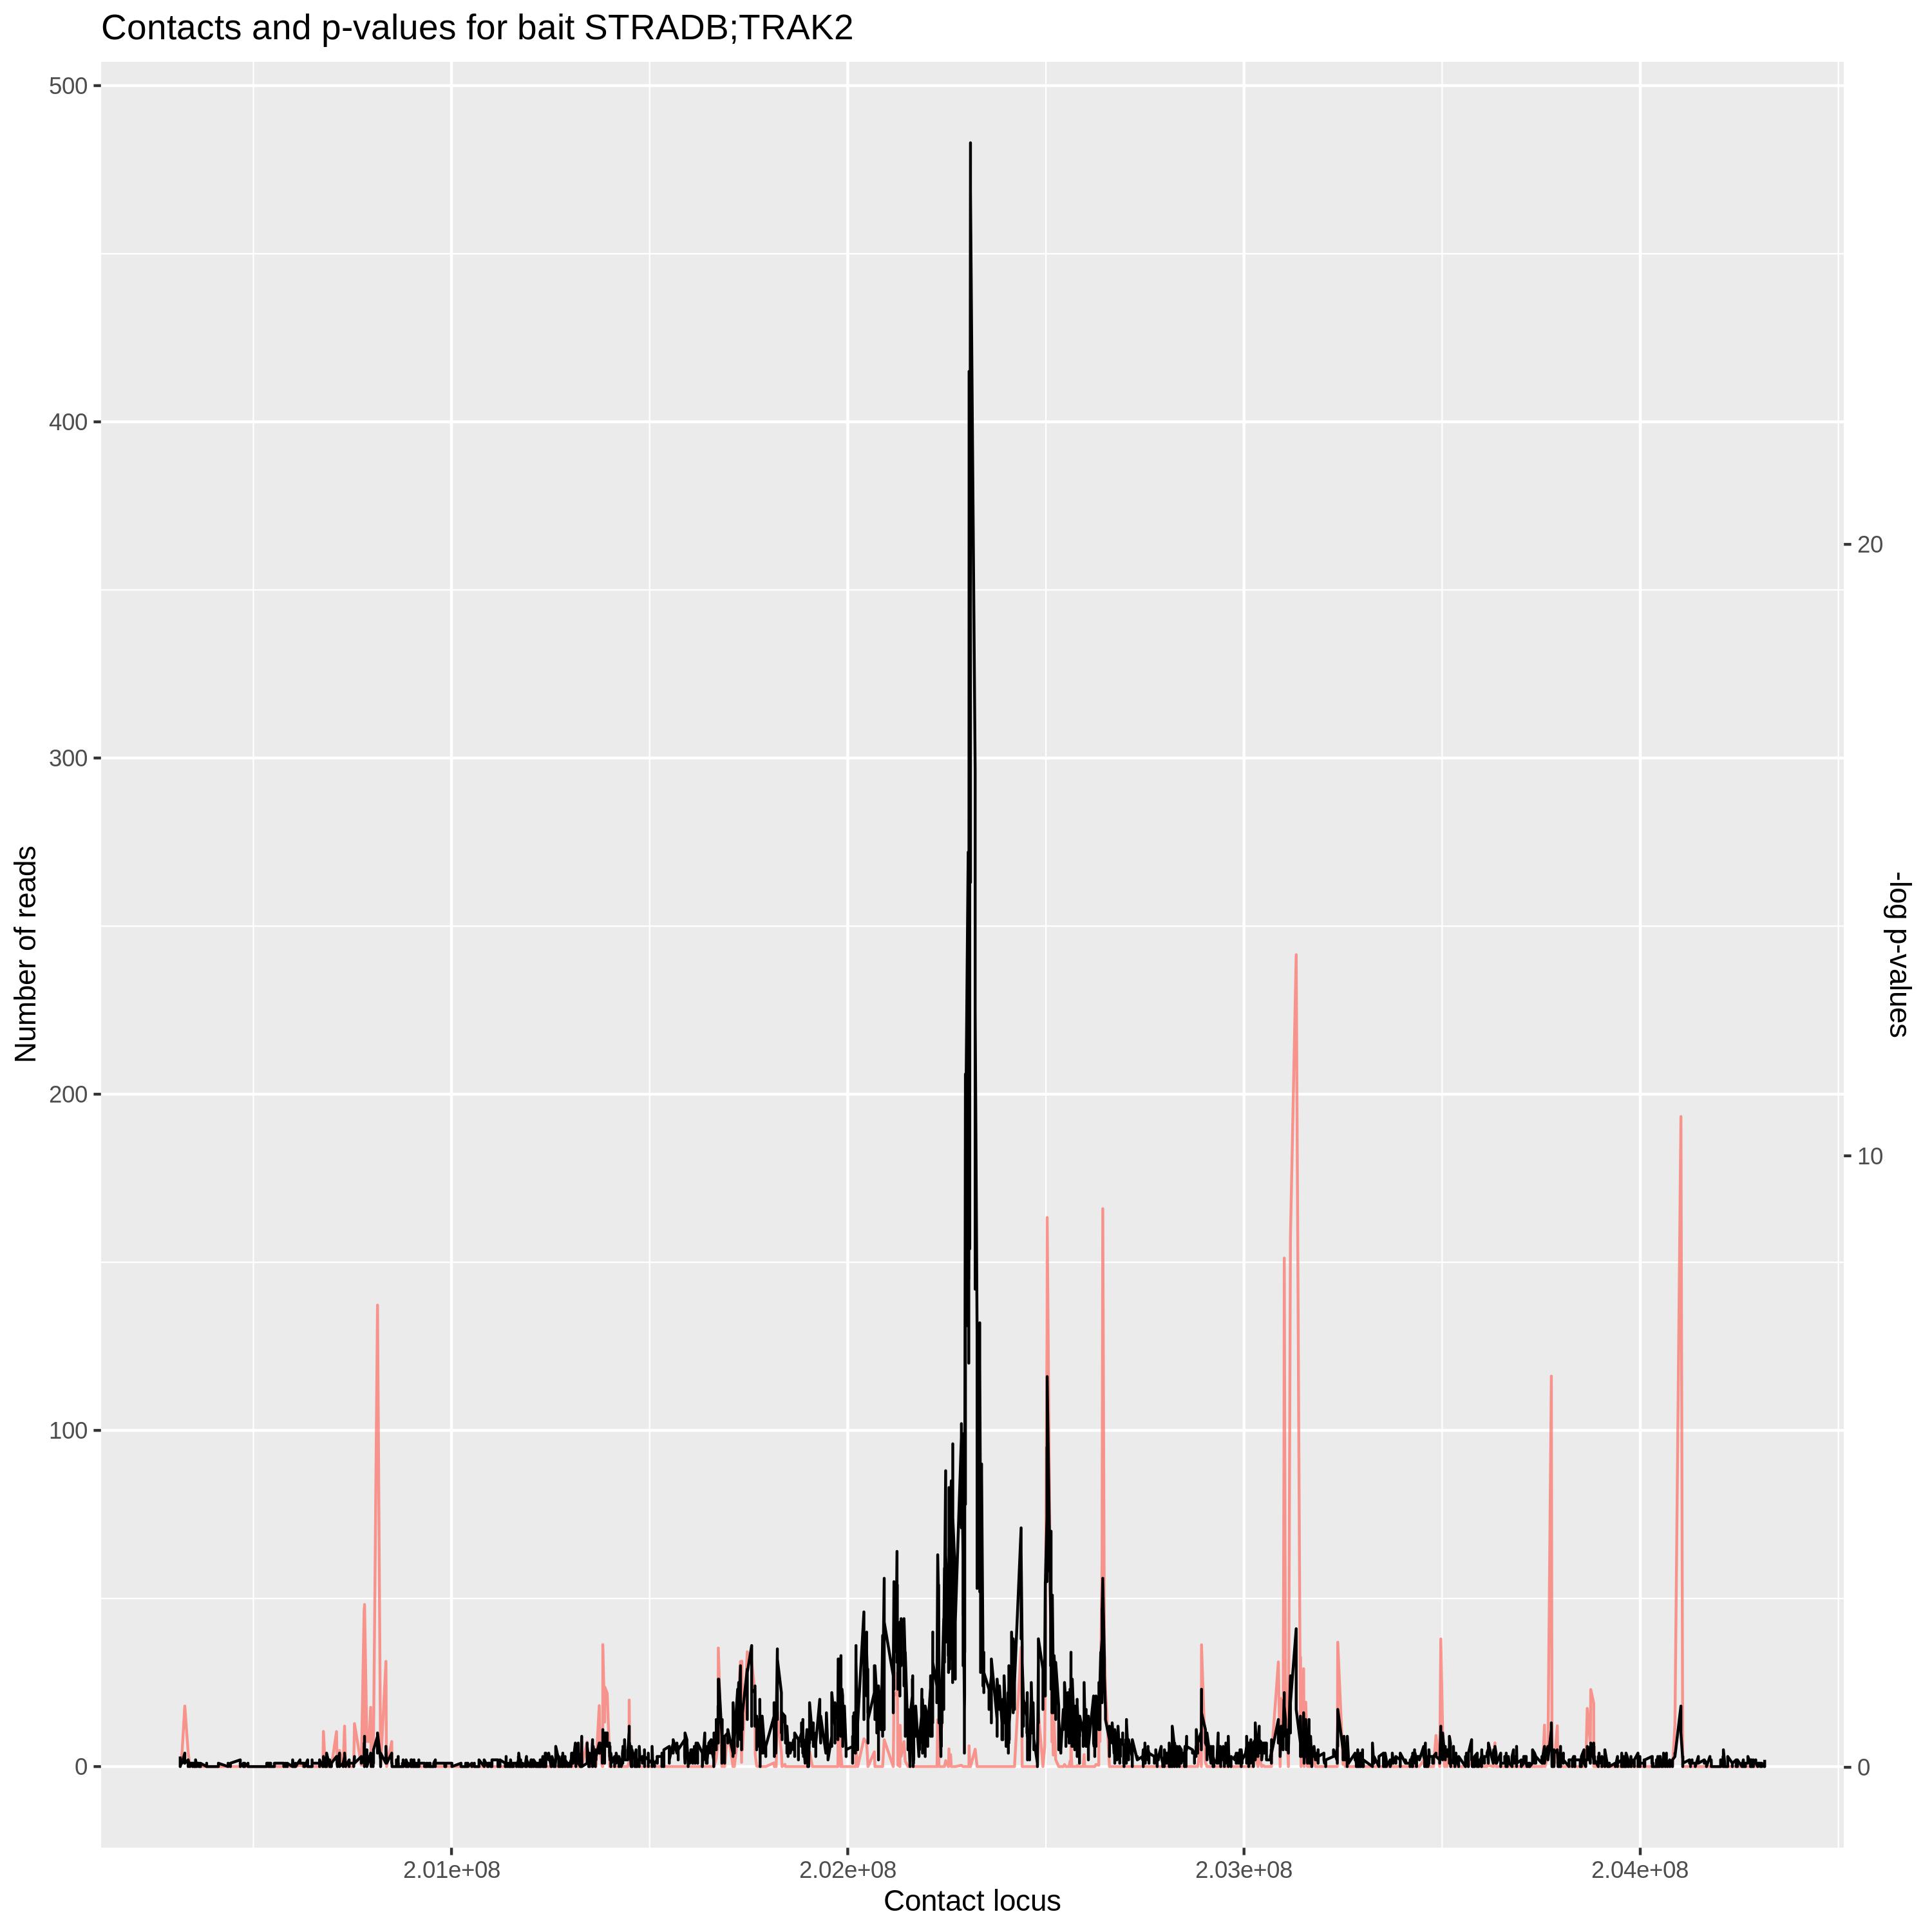 Contacts and p-values for bait STRADB;TRAK2
500
400
300
200
100
0
Number of reads
20
10
0
-log p-values
2.01e+08
2.02e+08
2.03e+08
2.04e+08
Contact locus